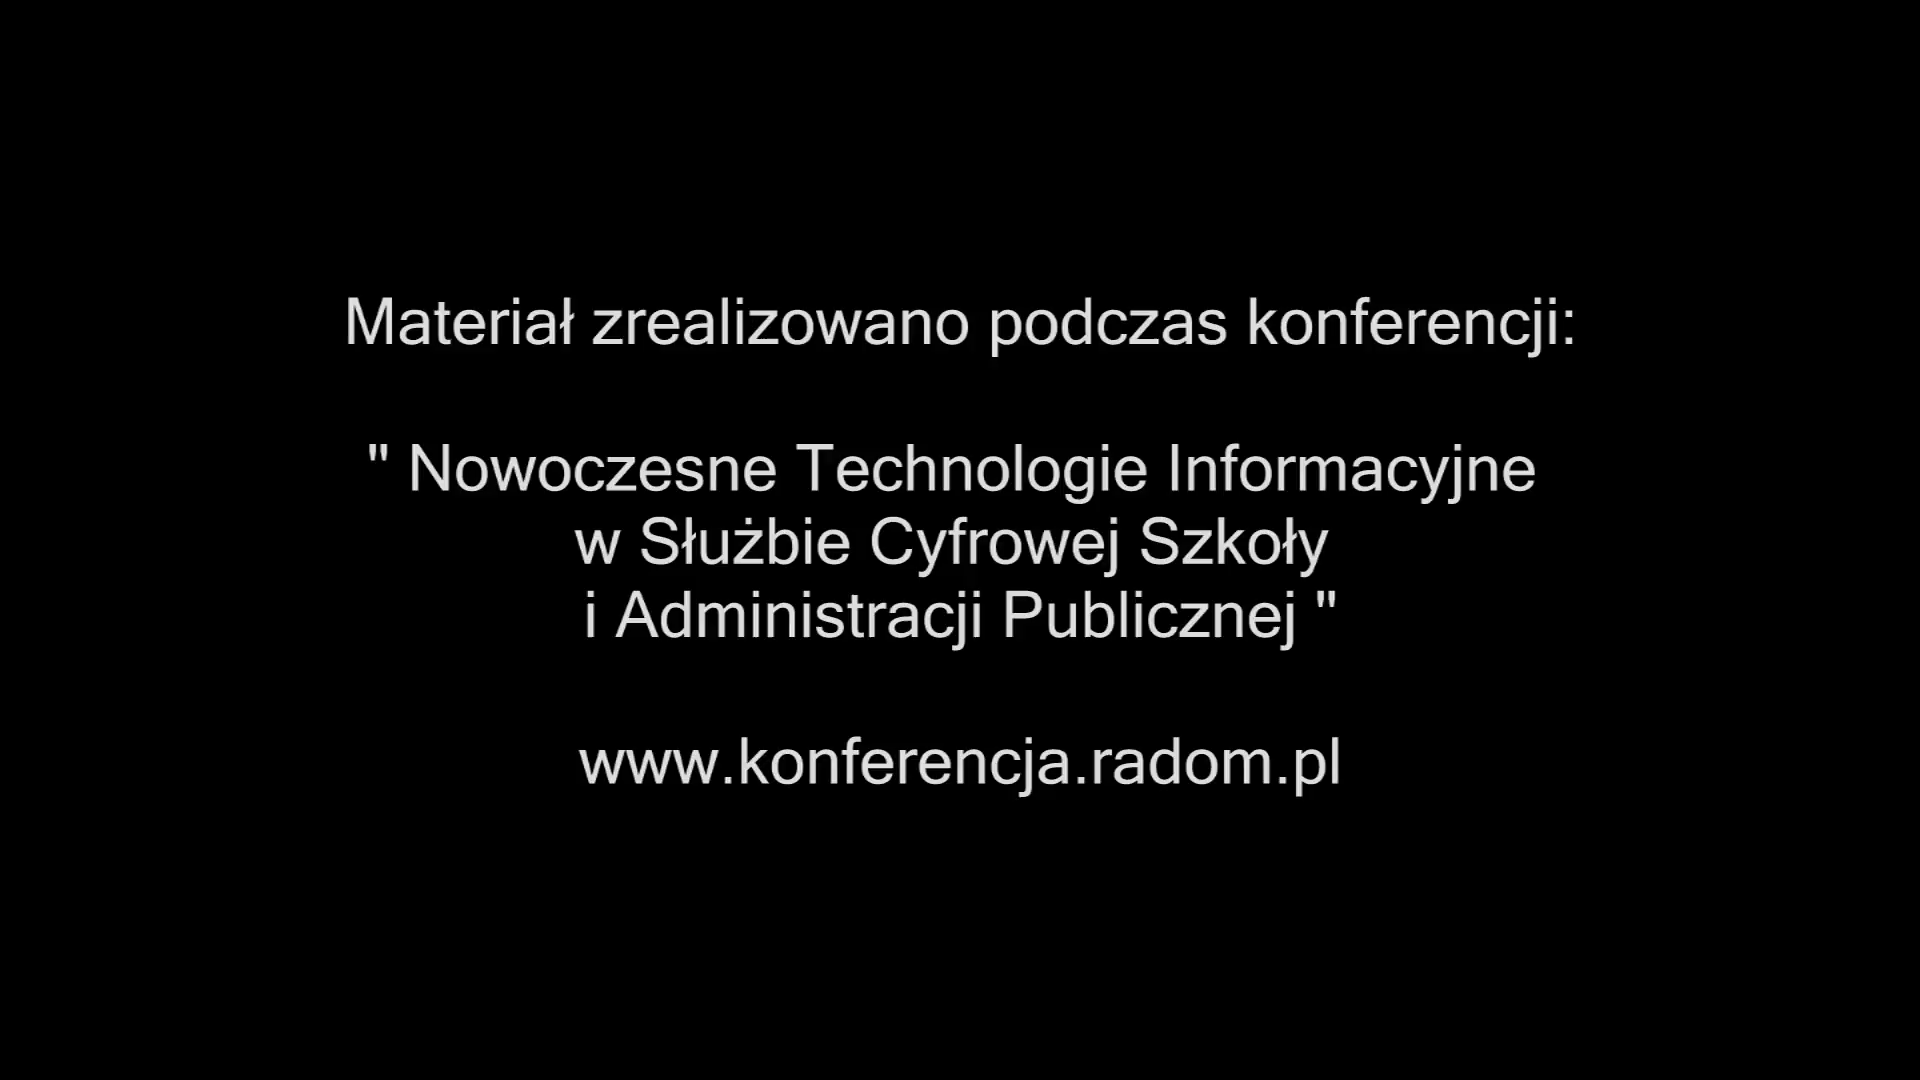 Materiał zrealizowano podczas konferencji:
" Nowoczesne Technologie Informacyjne
w Służbie Cyfrowej Szkoły
i Administracji Publicznej "
www.konferencja.radom.pl